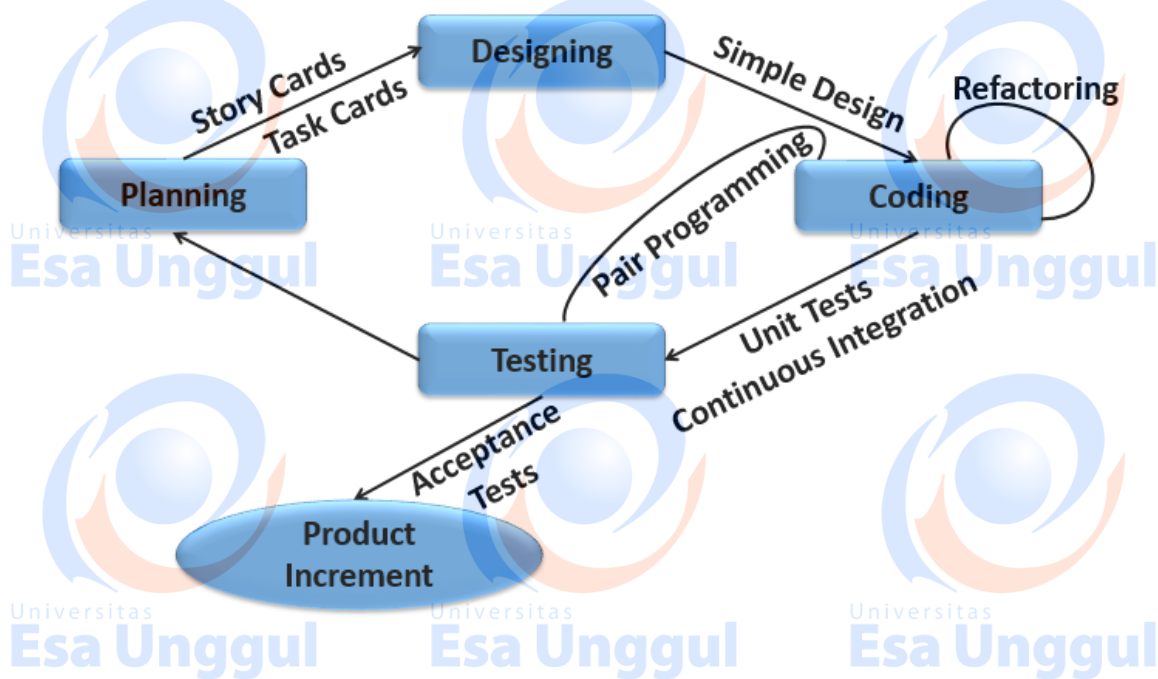 Designing
Simple Design
Story Cards
Task Cards
Refactoring
Planning
Coding
Pair Programming
Universitas
Esa Unggul
Universitas
Esa Unggul
Universitas
Esa Unggul
Unit Tests
Continuous Integration
Testing
Acceptance
Tests
Product
Increment
Universitas
Esa Unggul
Universitas
Esa Unggul
Universitas
Esa Unggul